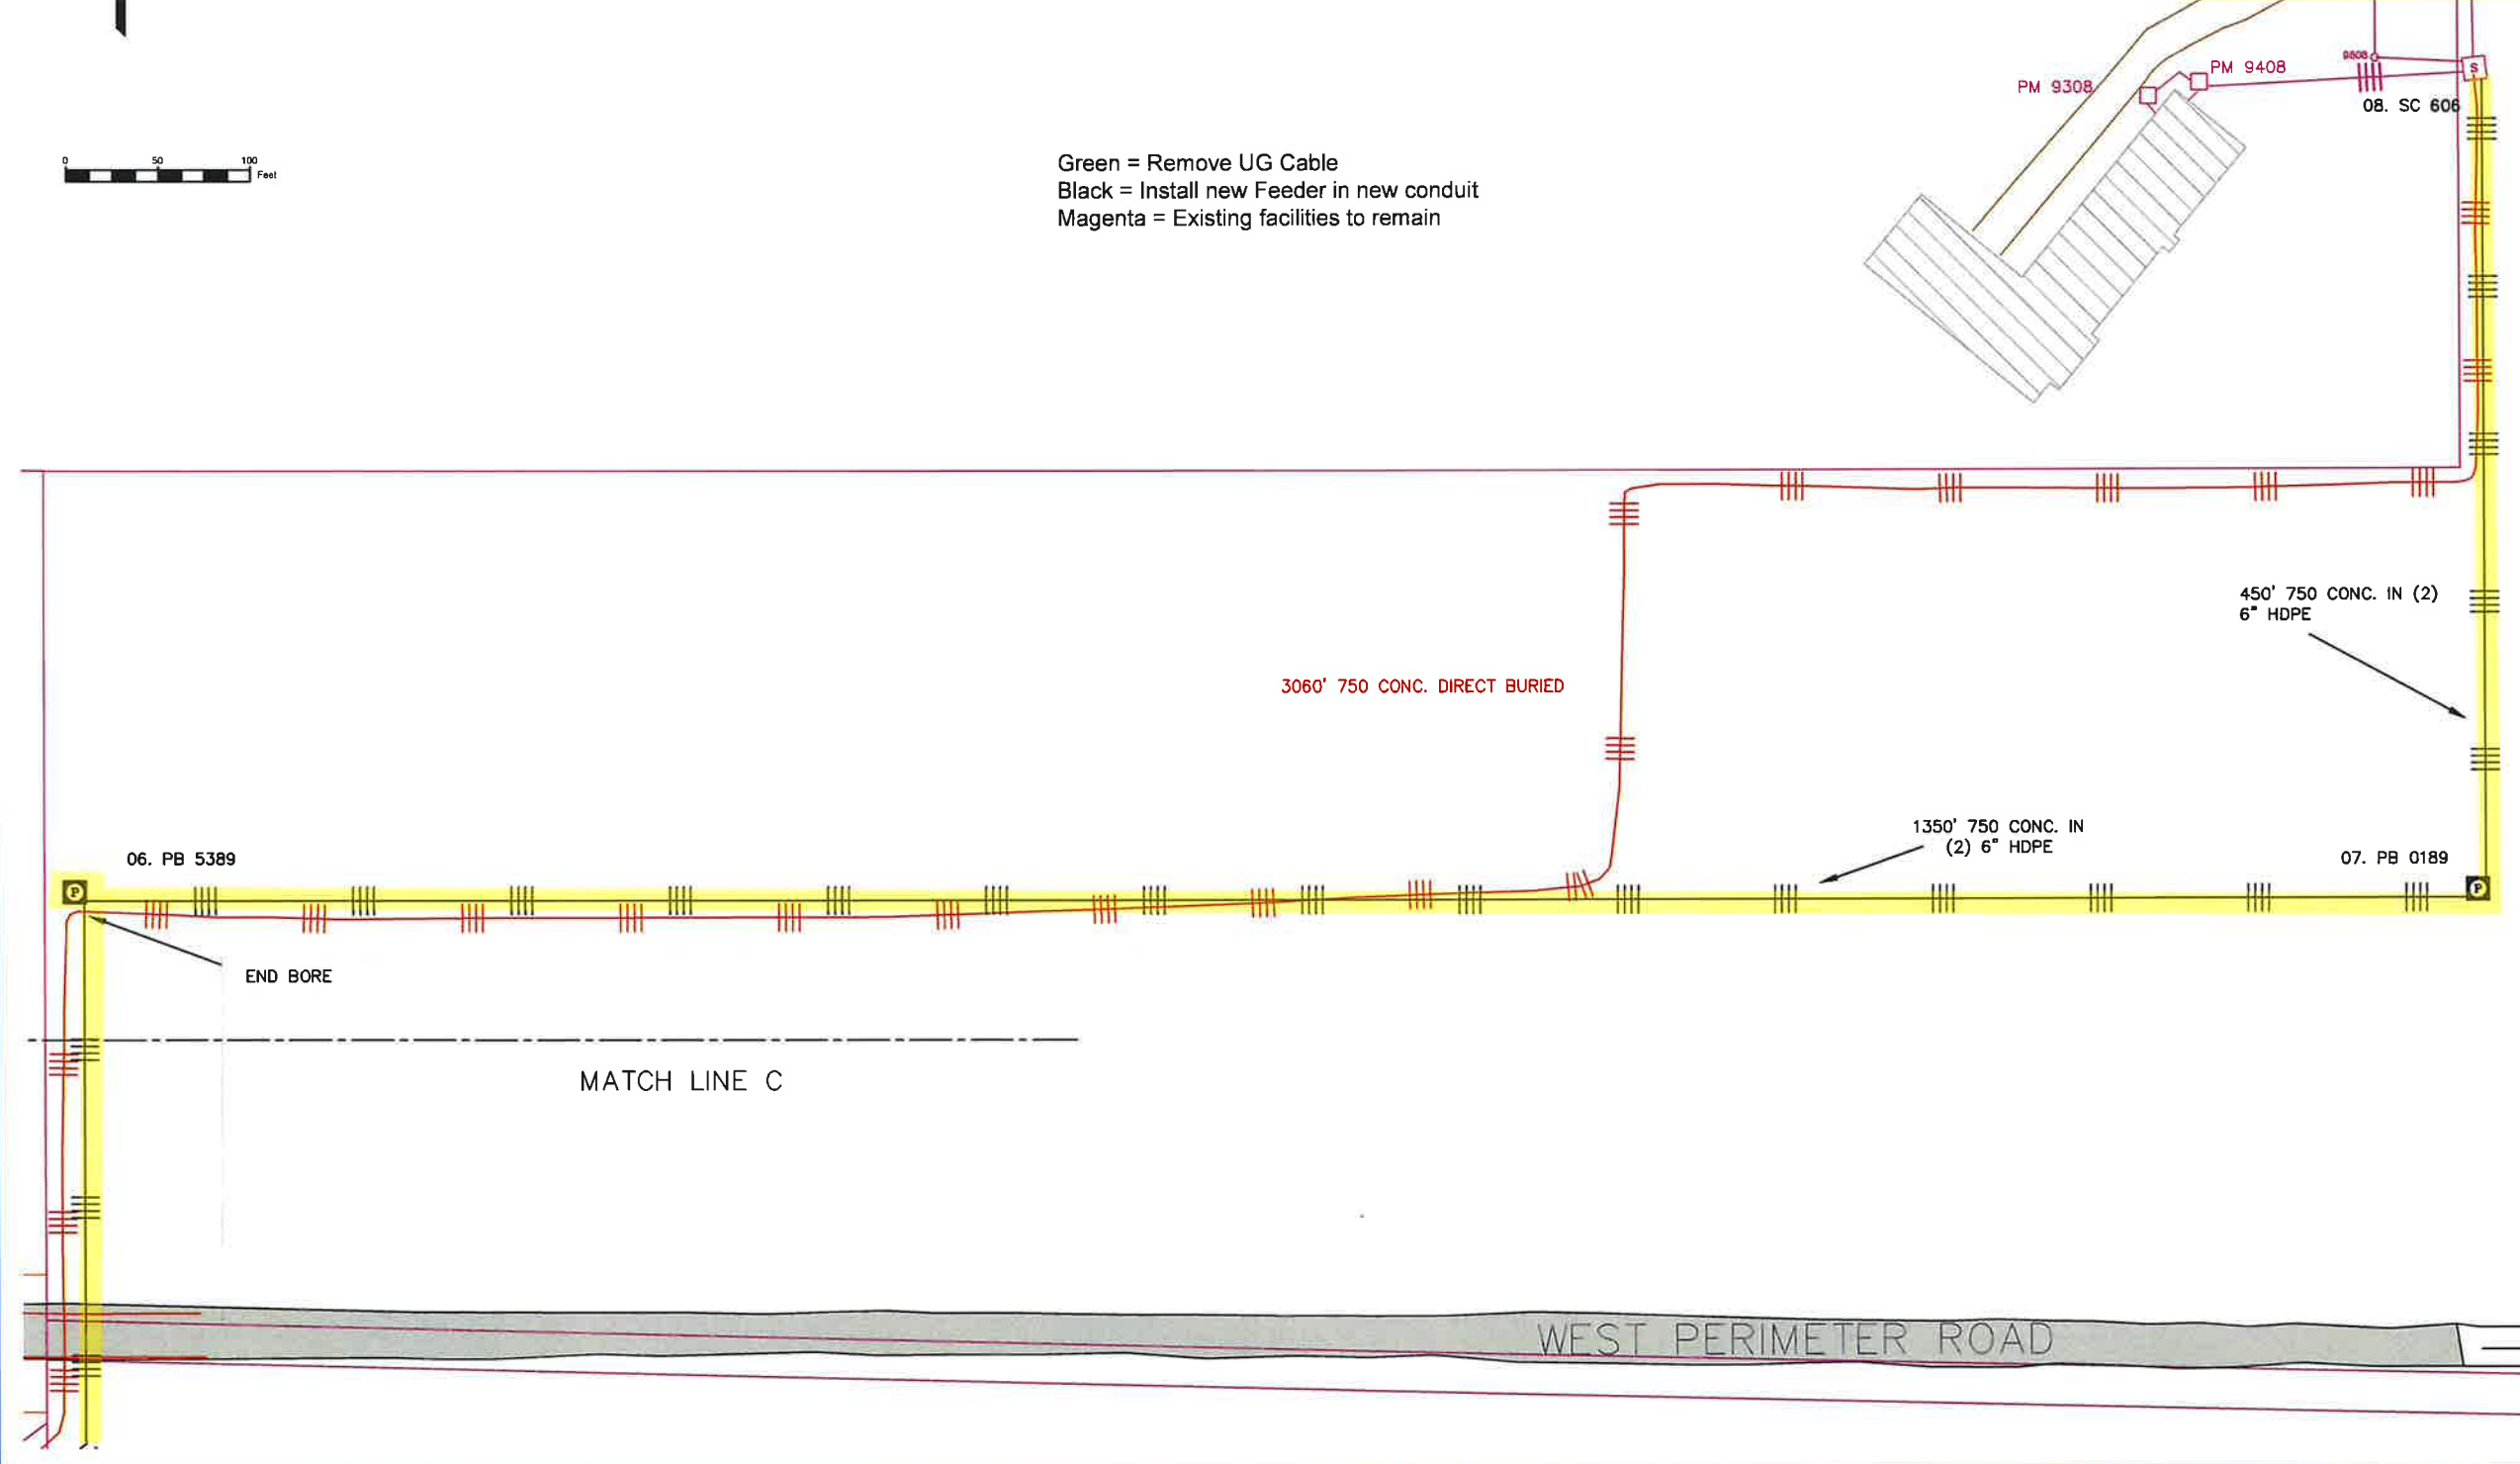 9808
S
PM 9408
PM 9308
08. SC 606
0 50 100
Feet
Green = Remove UG Cable
Black = Install new Feeder in new conduit
Magenta = Existing facilities to remain
450' 750 CONC. IN (2)
6" HDPE
3060' 750 CONC. DIRECT BURIED
1350' 750 CONC. IN
(2) 6" HDPE
06. PB 5389
07. PB 0189
P
P
END BORE
MATCH LINE C
WEST PERIMETER ROAD